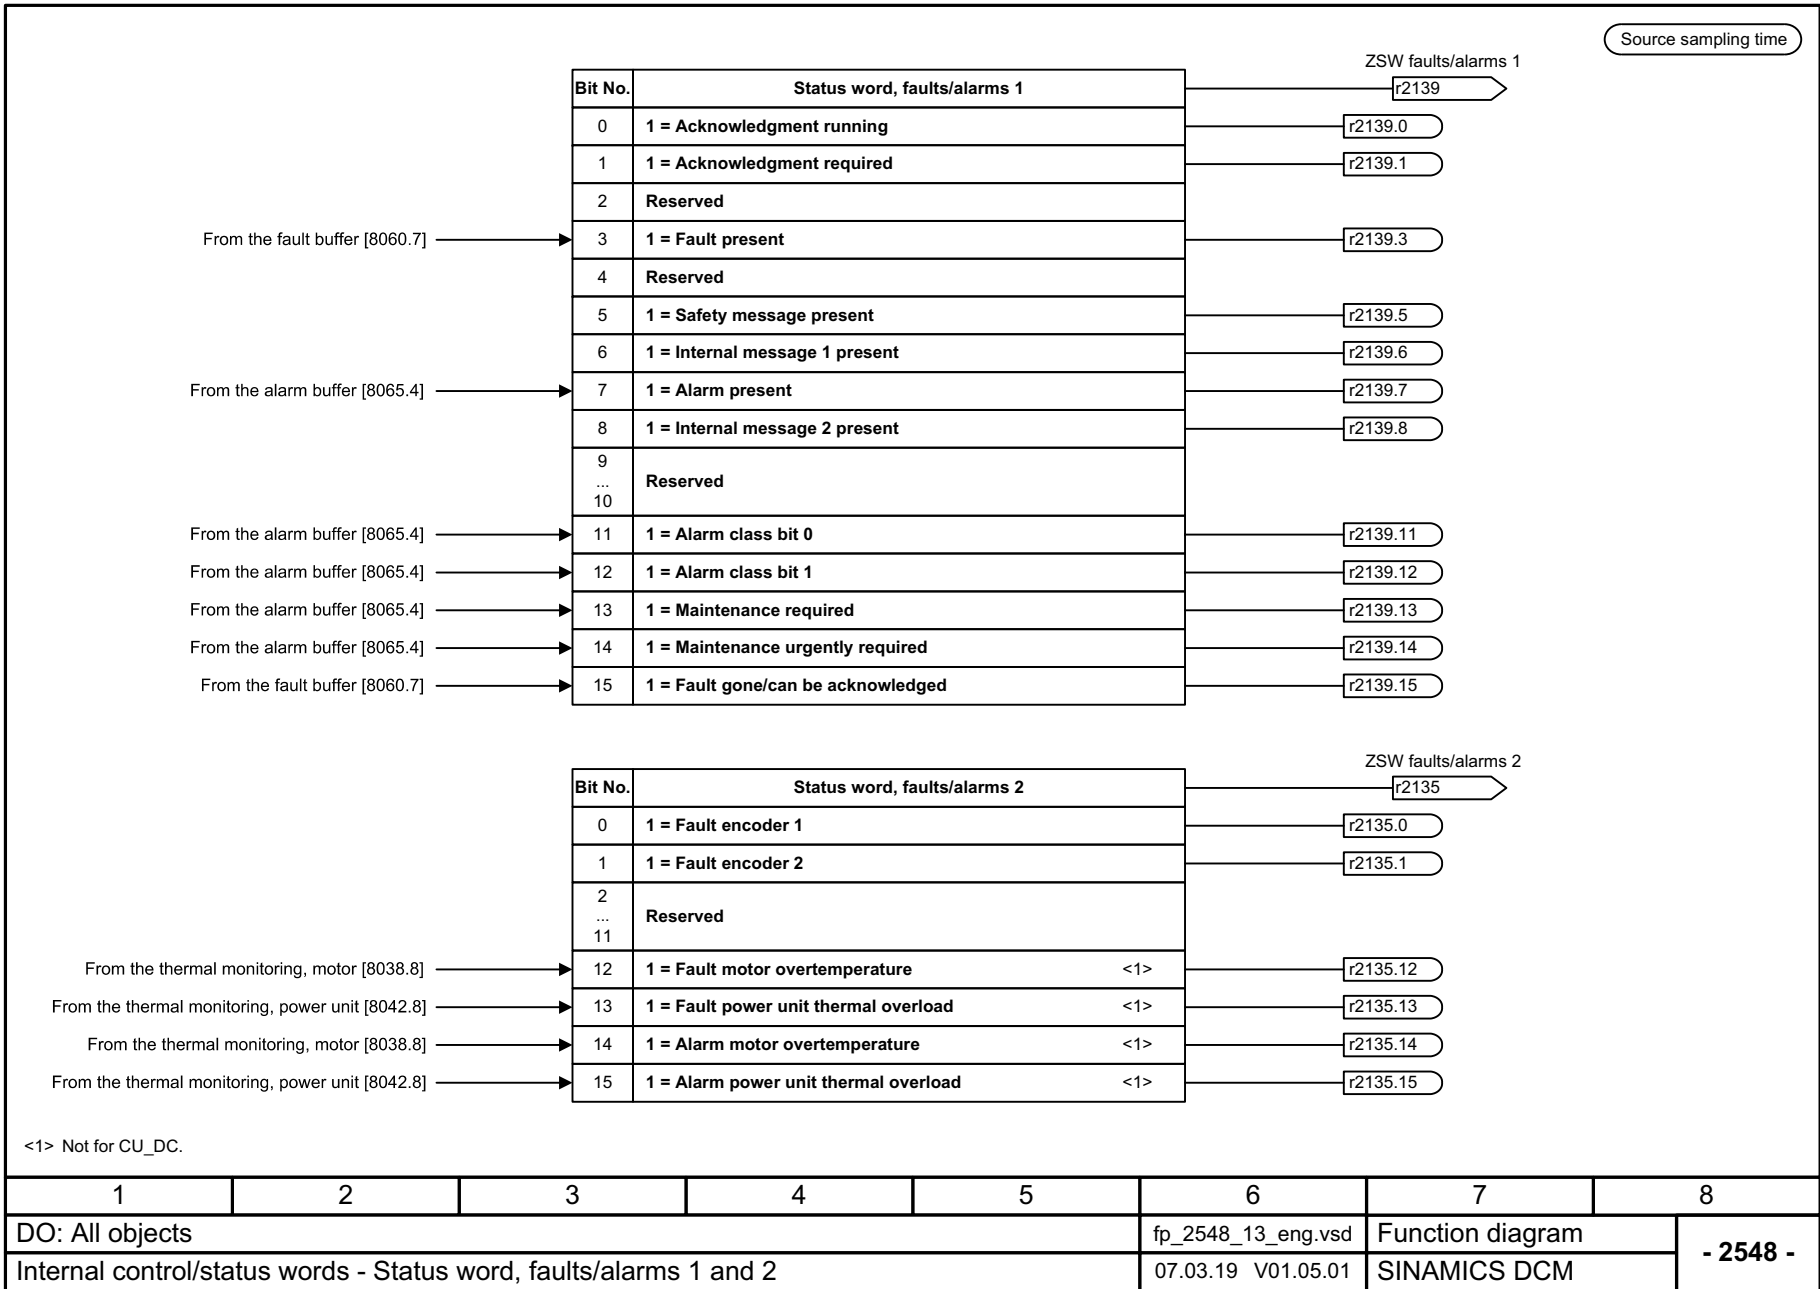 Source sampling time
ZSW faults/alarms 1
Bit No. Status word, faults/alarms 1 r2139
0 1 = Acknowledgment running r2139.0
1 1 = Acknowledgment required r2139.1
2 Reserved
From the fault buffer [8060.7] 3 1 = Fault present r2139.3
4 Reserved
5 1 = Safety message present r2139.5
6 1 = Internal message 1 present r2139.6
From the alarm buffer [8065.4] 7 1 = Alarm present r2139.7
8 1 = Internal message 2 present r2139.8
9
... Reserved
10
From the alarm buffer [8065.4] 11 1 = Alarm class bit 0 r2139.11
From the alarm buffer [8065.4] 12 1 = Alarm class bit 1 r2139.12
From the alarm buffer [8065.4] 13 1 = Maintenance required r2139.13
From the alarm buffer [8065.4] 14 1 = Maintenance urgently required r2139.14
From the fault buffer [8060.7] 15 1 = Fault gone/can be acknowledged r2139.15
ZSW faults/alarms 2
Bit No. Status word, faults/alarms 2 r2135
0 1 = Fault encoder 1 r2135.0
1 1 = Fault encoder 2 r2135.1
2
... Reserved
11
From the thermal monitoring, motor [8038.8] 12 1 = Fault motor overtemperature <1> r2135.12
From the thermal monitoring, power unit [8042.8] 13 1 = Fault power unit thermal overload <1> r2135.13
From the thermal monitoring, motor [8038.8] 14 1 = Alarm motor overtemperature <1> r2135.14
From the thermal monitoring, power unit [8042.8] 15 1 = Alarm power unit thermal overload <1> r2135.15
<1> Not for CU_DC.
1 2 3 4 5 6 7 8
DO: All objects fp_2548_13_eng.vsd Function diagram - 2548 -
Internal control/status words - Status word, faults/alarms 1 and 2 07.03.19 V01.05.01 SINAMICS DCM